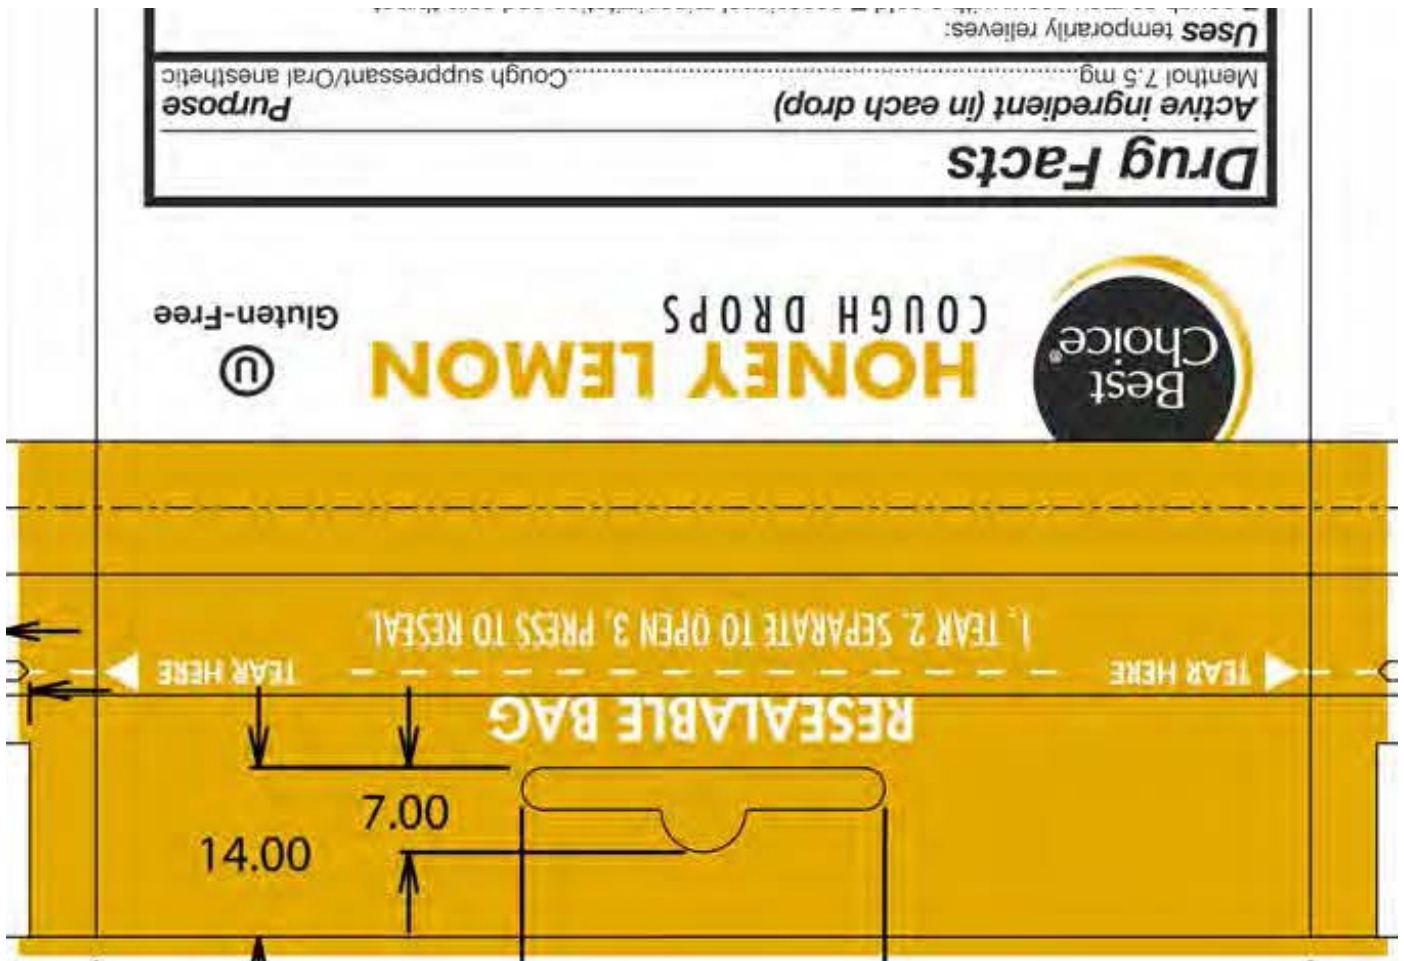 14.00
7.00
RESEALABLE BAG
TEAR HERE TEAR HERE
1. TEAR 2. SEPARATE TO OPEN 3. PRESS TO RESEAL
Best
Choice®
HONEY LEMON
COUGH DROPS
U
Gluten-Free
Drug Facts
Active ingredient (in each drop) Purpose
Menthol 7.5 mg...................................................Cough suppressant/Oral anesthetic
Uses temporarily relieves: